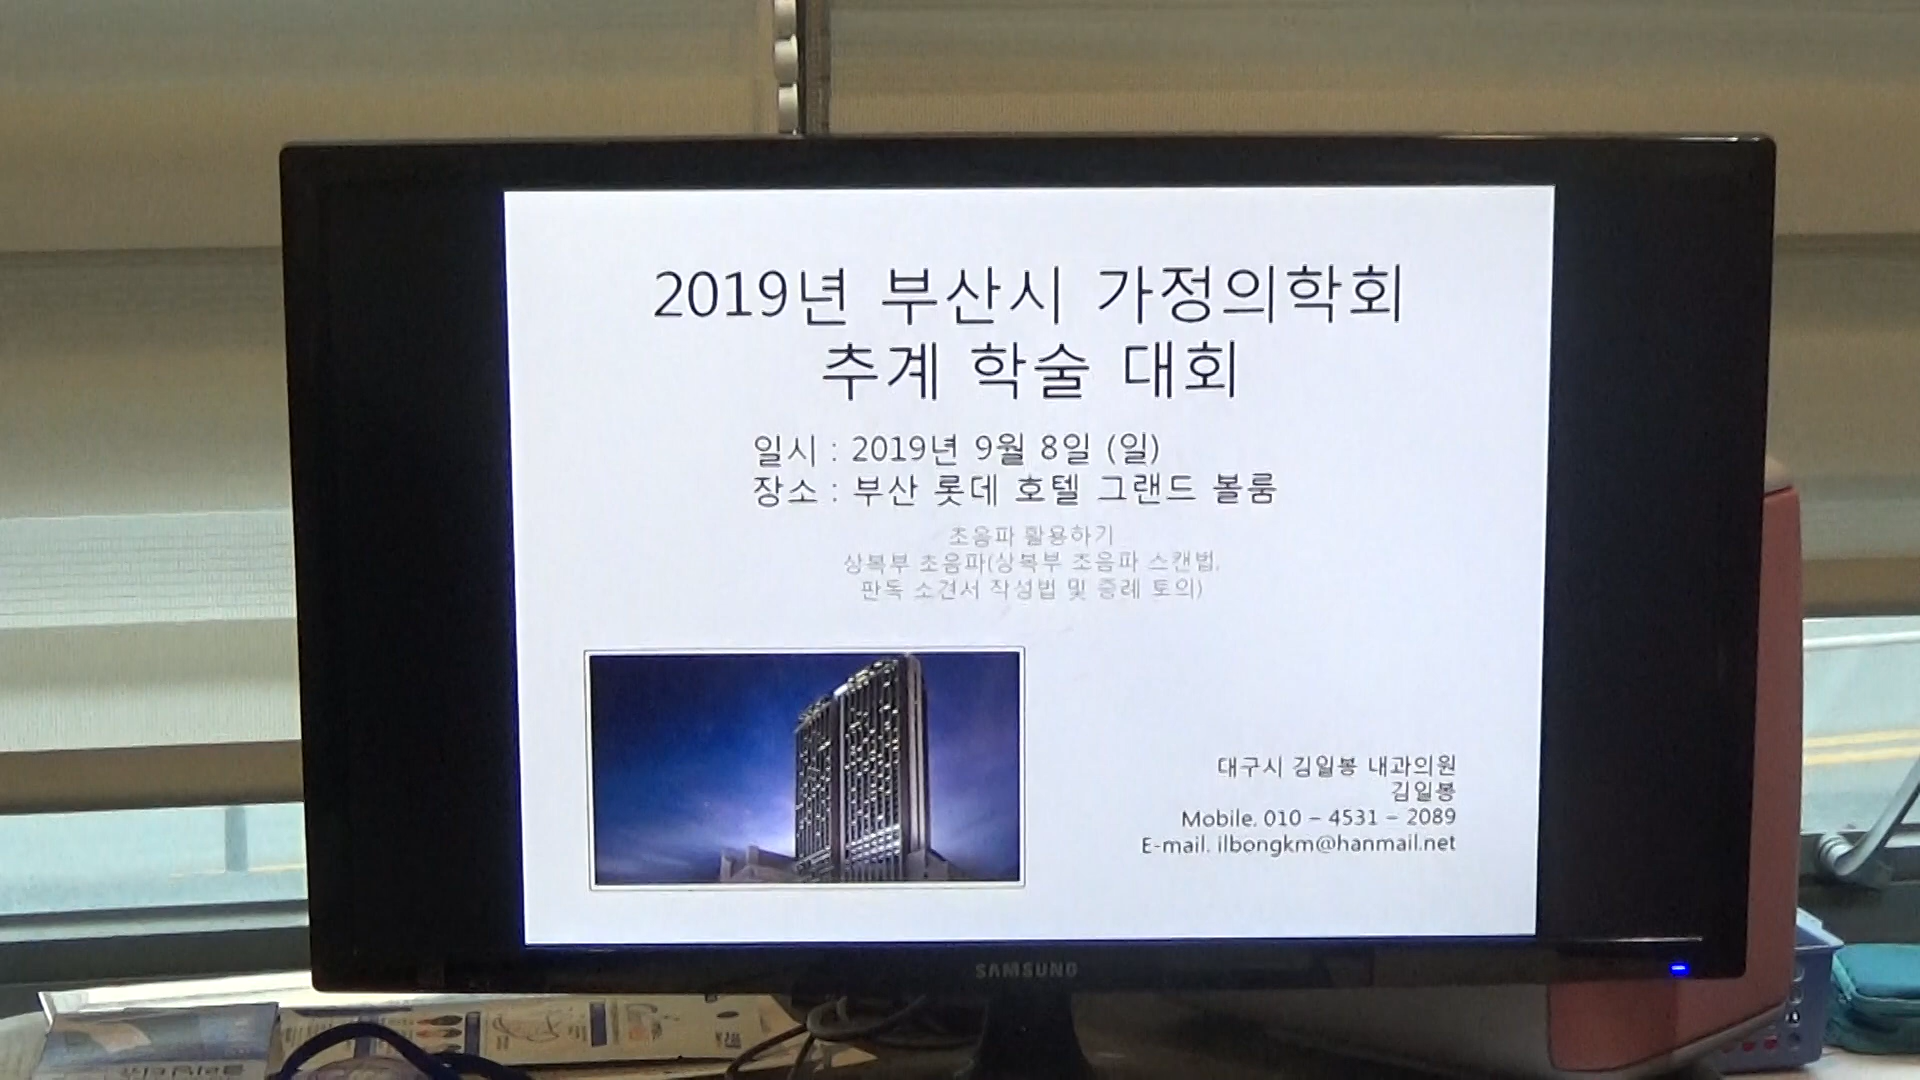 2019년 부산시 가정의학회
추계 학술 대회
일시 : 2019년 9월 8일 (일)
장소 : 부산 롯데 호텔 그랜드 볼룸
초음파 활용하기
상복부 초음파(상복부 초음파 스캔법,
판독 소견서 작성법 및 증례 토의)
대구시 김일봉 내과의원
김일봉
Mobile. 010 – 4531 – 2089
E-mail. ilbongkm@hanmail.net
SAMSUNG